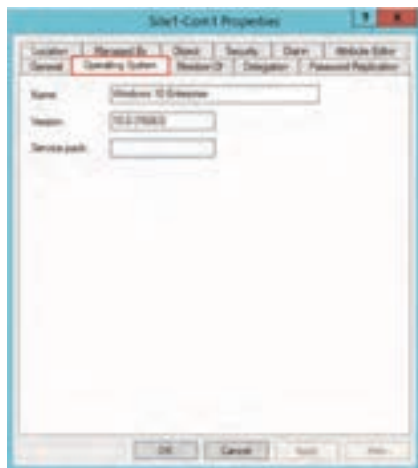 Site1-Com1 Properties
Location Managed By Object Security Dial-in Attribute Editor
General Operating System Member Of Delegation Password Replication
Name: Windows 10 Enterprise
Version:
Service pack:
OK Cancel Apply Help